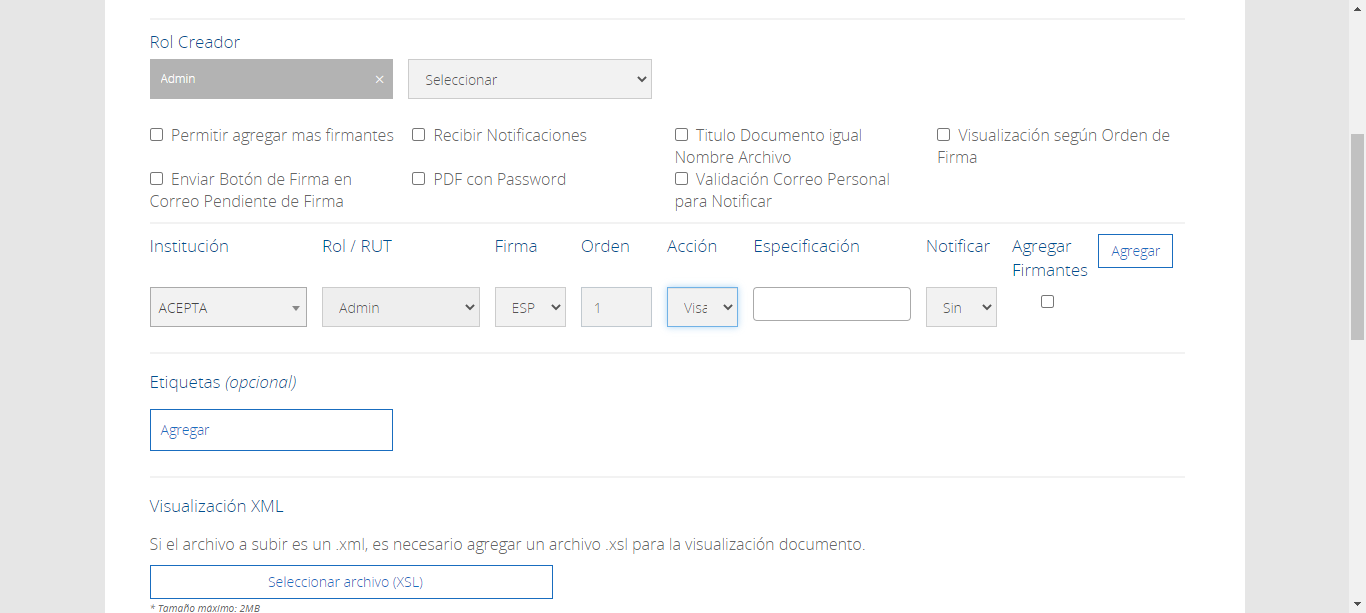 Rol Creador
Admin ×
Seleccionar
Permitir agregar mas firmantes
Recibir Notificaciones
Titulo Documento igual
Nombre Archivo
Visualización según Orden de
Firma
Enviar Botón de Firma en
Correo Pendiente de Firma
PDF con Password
Validación Correo Personal
para Notificar
Institución
Rol / RUT
Firma
Orden
Acción
Especificación
Notificar
Agregar
Firmantes
Agregar
ACEPTA
Admin
ESP
1
Visa
Sin
Etiquetas (opcional)
Agregar
Visualización XML
Si el archivo a subir es un .xml, es necesario agregar un archivo .xsl para la visualización documento.
Seleccionar archivo (XSL)
* Tamaño máximo: 2MB